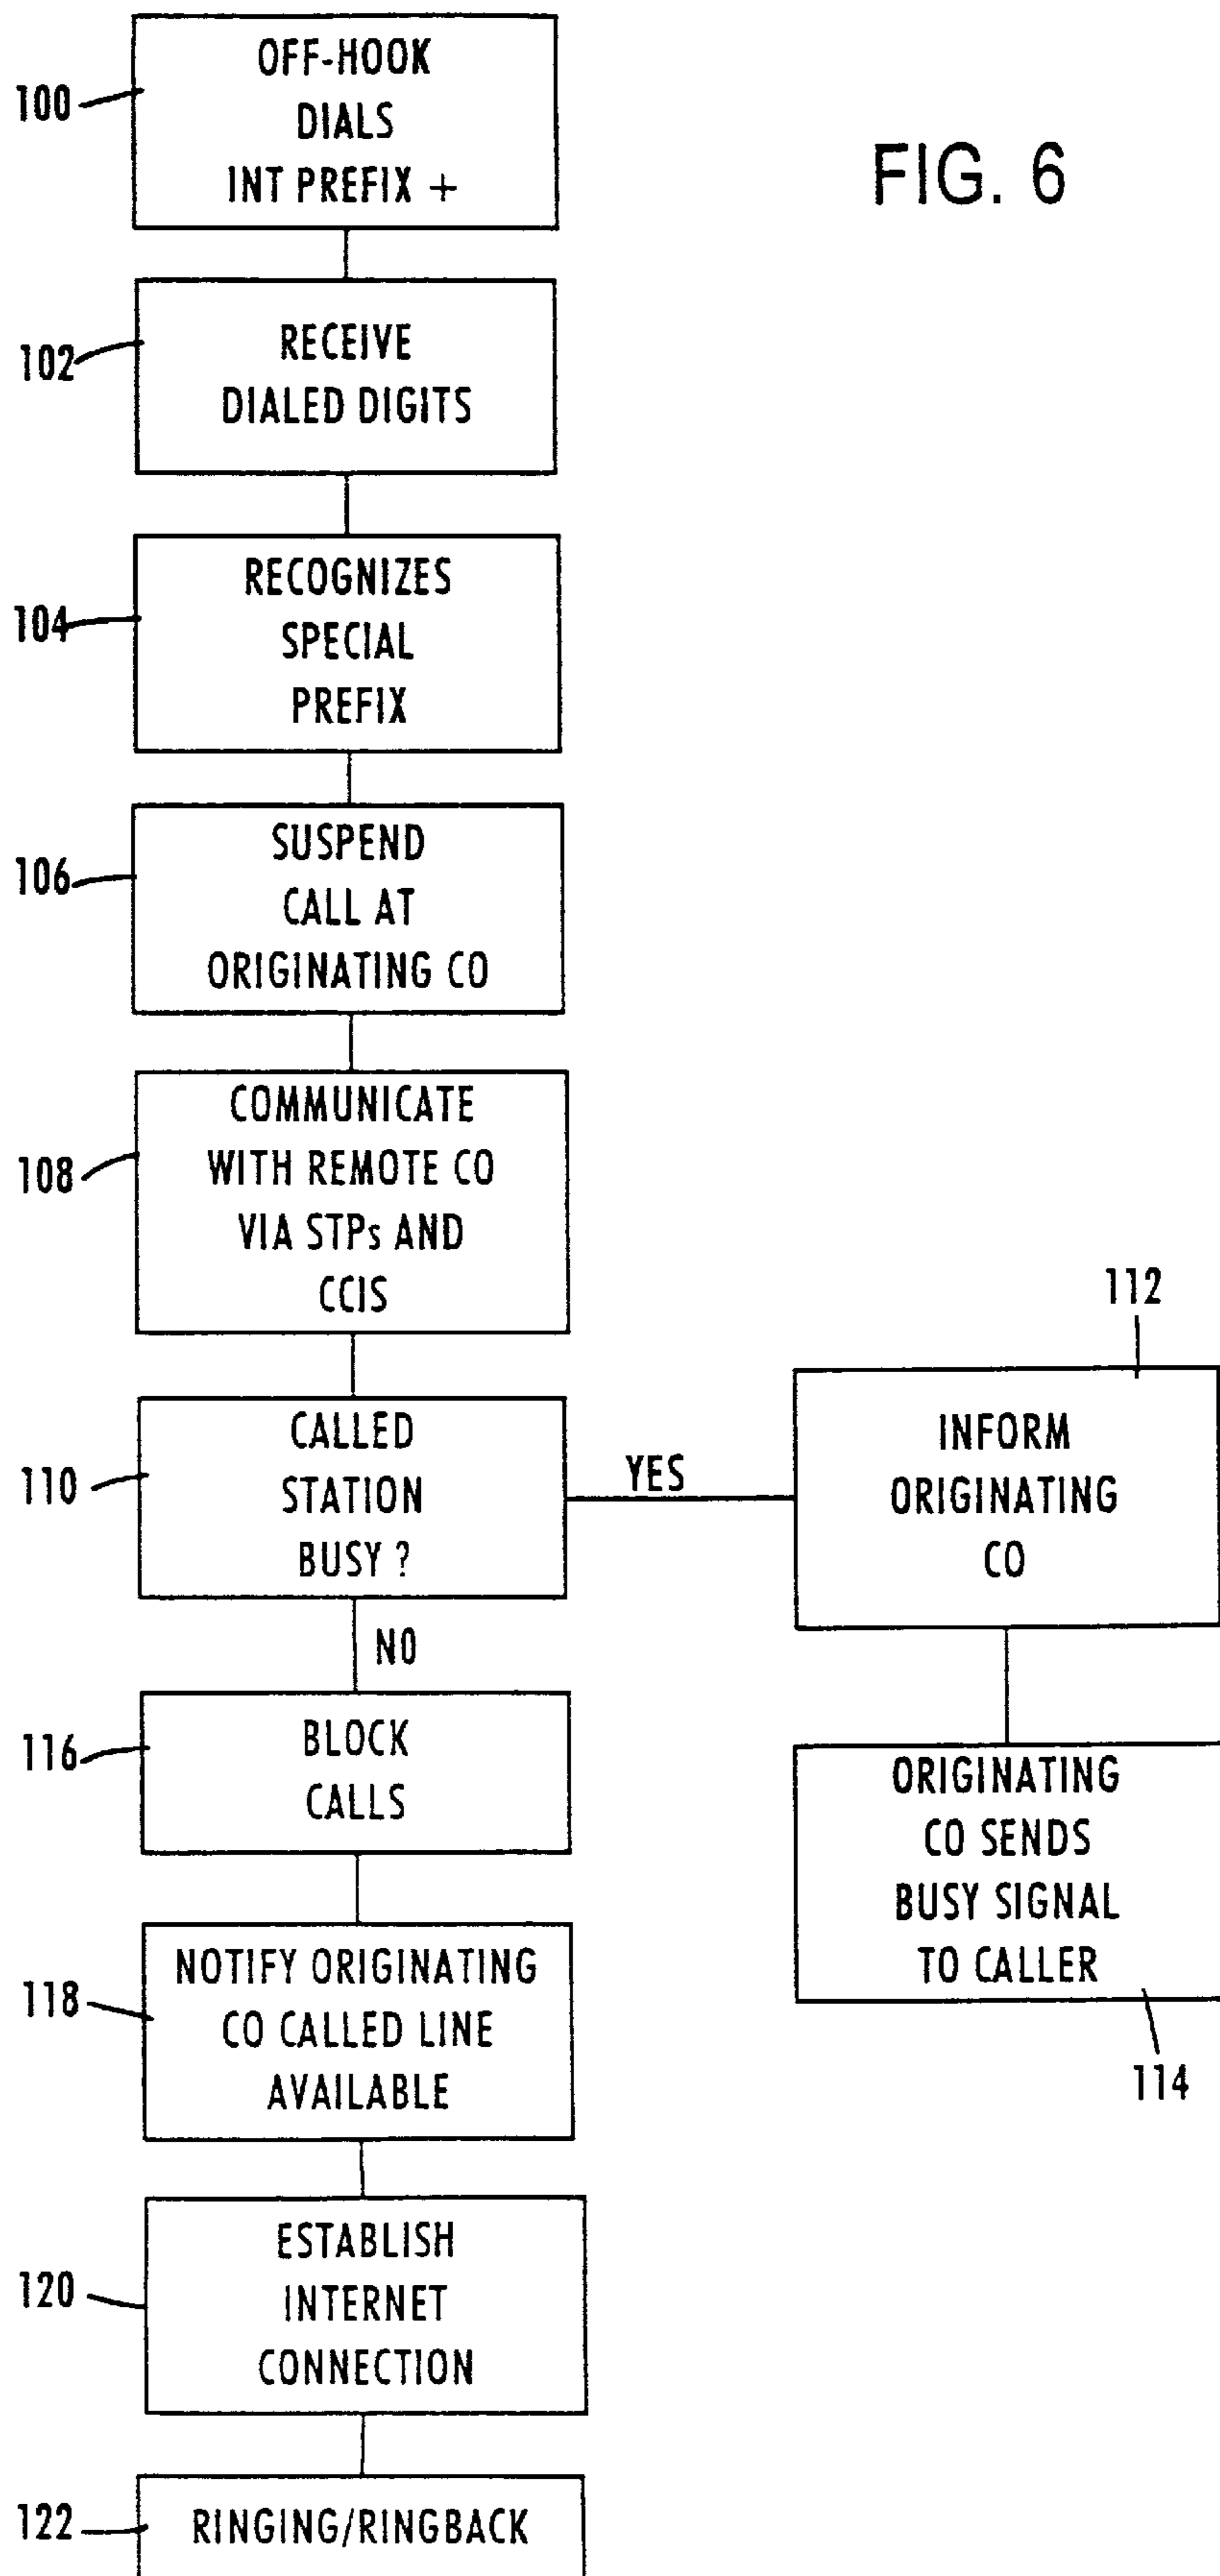 FIG. 6
100
OFF-HOOK
DIALS
INT PREFIX +
102
RECEIVE
DIALED DIGITS
104
RECOGNIZES
SPECIAL
PREFIX
106
SUSPEND
CALL AT
ORIGINATING CO
108
COMMUNICATE
WITH REMOTE CO
VIA STPs AND
CCIS
110
CALLED
STATION
BUSY ?
YES
112
INFORM
ORIGINATING
CO
NO
116
BLOCK
CALLS
ORIGINATING
CO SENDS
BUSY SIGNAL
TO CALLER
114
118
NOTIFY ORIGINATING
CO CALLED LINE
AVAILABLE
120
ESTABLISH
INTERNET
CONNECTION
122
RINGING/RINGBACK